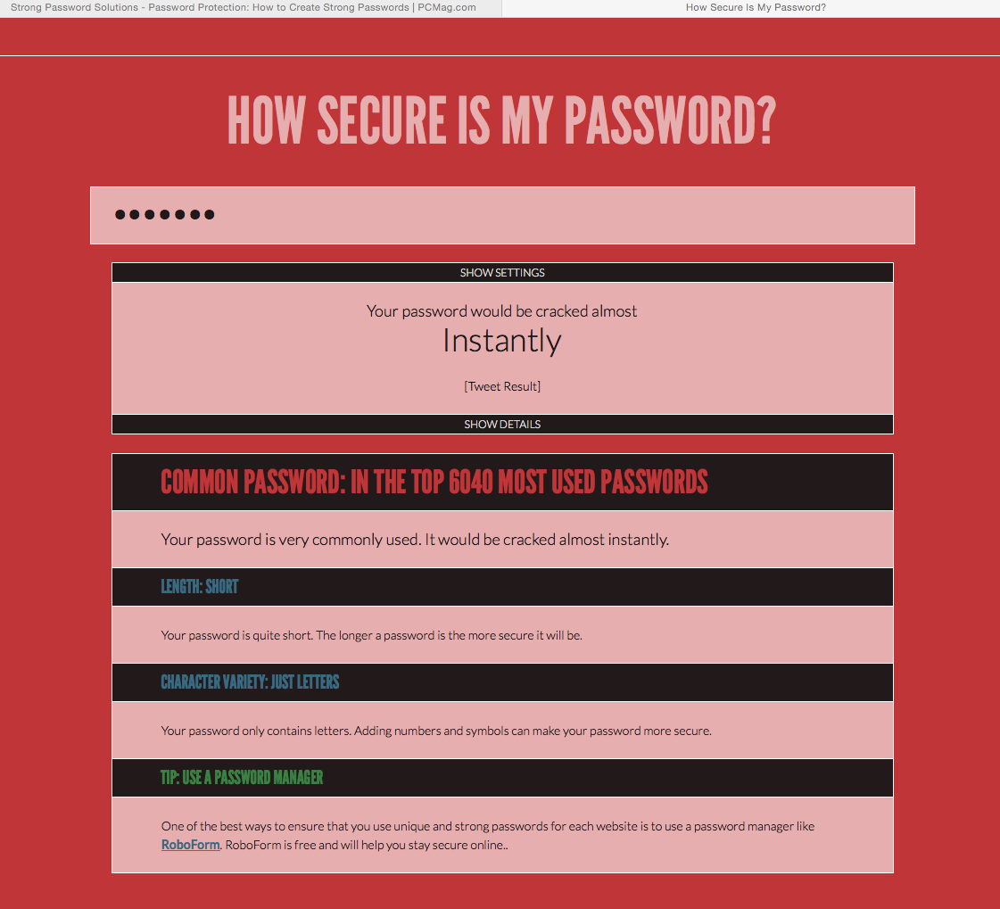 Strong Password Solutions - Password Protection: How to Create Strong Passwords | PCMag.com
How Secure Is My Password?
HOW SECURE IS MY PASSWORD?
•••••••
SHOW SETTINGS
Your password would be cracked almost
Instantly
[Tweet Result]
SHOW DETAILS
COMMON PASSWORD: IN THE TOP 6040 MOST USED PASSWORDS
Your password is very commonly used. It would be cracked almost instantly.
LENGTH: SHORT
Your password is quite short. The longer a password is the more secure it will be.
CHARACTER VARIETY: JUST LETTERS
Your password only contains letters. Adding numbers and symbols can make your password more secure.
TIP: USE A PASSWORD MANAGER
One of the best ways to ensure that you use unique and strong passwords for each website is to use a password manager like
RoboForm. RoboForm is free and will help you stay secure online..